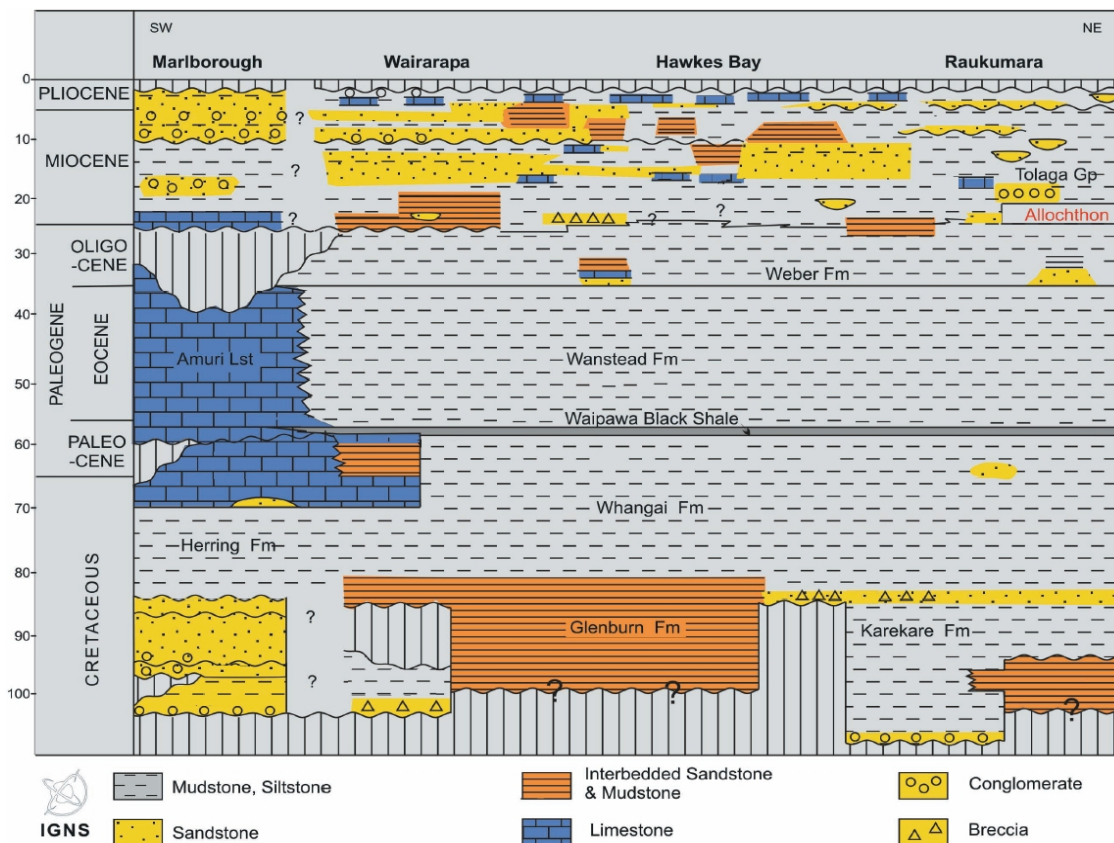 SW
NE
Marlborough
Wairarapa
Hawkes Bay
Raukumara
0
PLIOCENE
?
10
MIOCENE
?
Tolaga Gp
20
?
?
?
Allochthon
OLIGO
-CENE
30
Weber Fm
PALEOGENE
EOCENE
40
Amuri Lst
Wanstead Fm
50
Waipawa Black Shale
60
PALEO
-CENE
70
Whangai Fm
Herring Fm
80
CRETACEOUS
?
90
Glenburn Fm
Karekare Fm
?
100
?
?
?
IGNS
Mudstone, Siltstone
Interbedded Sandstone
& Mudstone
Conglomerate
Sandstone
Limestone
Breccia